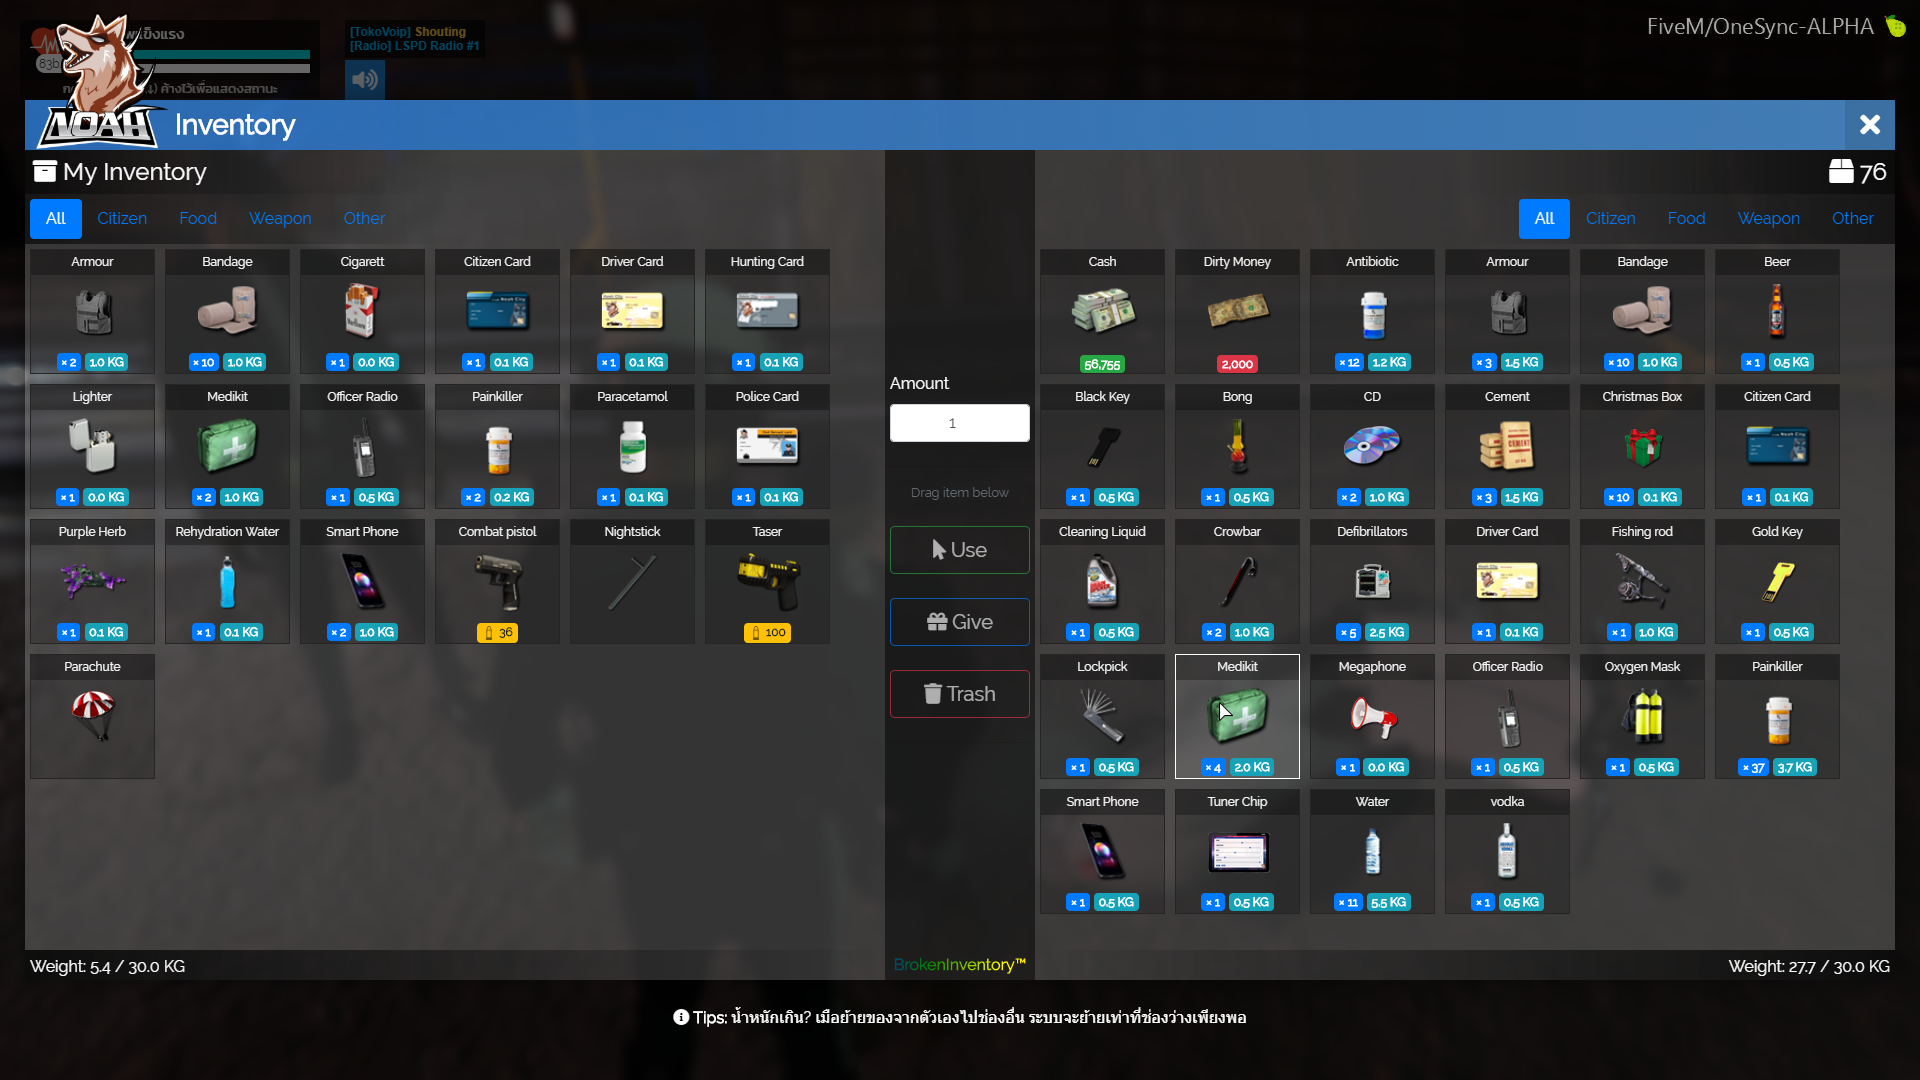 FiveM/OneSync-ALPHA
[TokoVoip] Shouting
[Radio] LSPD Radio #1
ค้างไว้เพื่อแสดงสถานะ
NOAH
Inventory
My Inventory
76
All Citizen Food Weapon Other
All Citizen Food Weapon Other
Armour Bandage Cigarett Citizen Card Driver Card Hunting Card
× 2 1.0 KG × 10 1.0 KG × 1 0.0 KG × 1 0.1 KG × 1 0.1 KG × 1 0.1 KG
Lighter Medikit Officer Radio Painkiller Paracetamol Police Card
× 1 0.0 KG × 2 1.0 KG × 1 0.5 KG × 2 0.2 KG × 1 0.1 KG × 1 0.1 KG
Purple Herb Rehydration Water Smart Phone Combat pistol Nightstick Taser
× 1 0.1 KG × 1 0.1 KG × 2 1.0 KG 36 100
Parachute
Weight: 5.4 / 30.0 KG
Amount
1
Drag item below
Use
Give
Trash
BrokenInventory™
Cash Dirty Money Antibiotic Armour Bandage Beer
56,755 2,000 × 12 1.2 KG × 3 1.5 KG × 10 1.0 KG × 1 0.5 KG
Black Key Bong CD Cement Christmas Box Citizen Card
CEMENT
× 1 0.5 KG × 1 0.5 KG × 2 1.0 KG × 3 1.5 KG × 10 0.1 KG × 1 0.1 KG
Cleaning Liquid Crowbar Defibrillators Driver Card Fishing rod Gold Key
× 1 0.5 KG × 2 1.0 KG × 5 2.5 KG × 1 0.1 KG × 1 1.0 KG × 1 0.5 KG
Lockpick Medikit Megaphone Officer Radio Oxygen Mask Painkiller
× 1 0.5 KG × 4 2.0 KG × 1 0.0 KG × 1 0.5 KG × 1 0.5 KG × 37 3.7 KG
Smart Phone Tuner Chip Water vodka
× 1 0.5 KG × 1 0.5 KG × 11 5.5 KG × 1 0.5 KG
Weight: 27.7 / 30.0 KG
Tips: น้ำหนักเกิน? เมื่อย้ายของจากตัวเองไปช่องอื่น ระบบจะย้ายเท่าที่ช่องว่างเพียงพอ